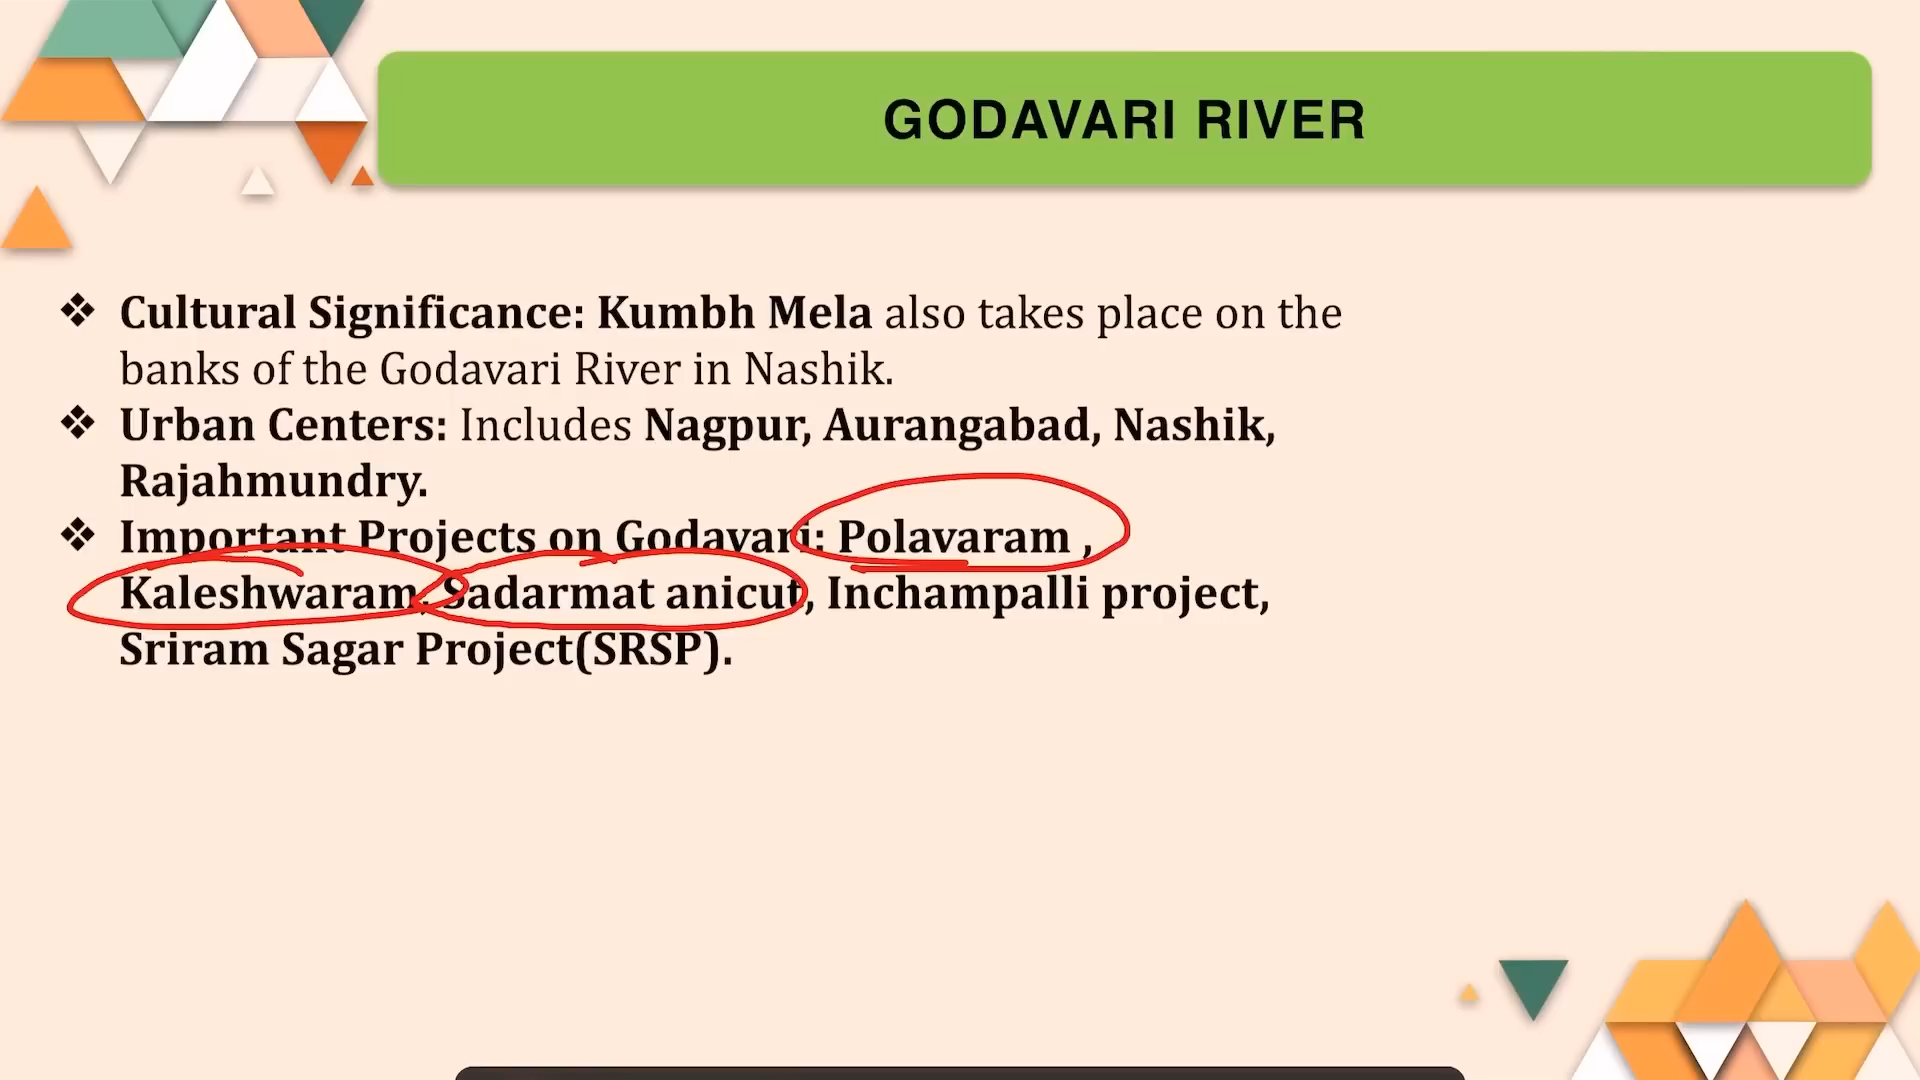 GODAVARI RIVER
❖ Cultural Significance: Kumbh Mela also takes place on the
banks of the Godavari River in Nashik.
❖ Urban Centers: Includes Nagpur, Aurangabad, Nashik,
Rajahmundry.
❖ Important Projects on Godavari: Polavaram ,
Kaleshwaram, Sadarmat anicut, Inchampalli project,
Sriram Sagar Project(SRSP).